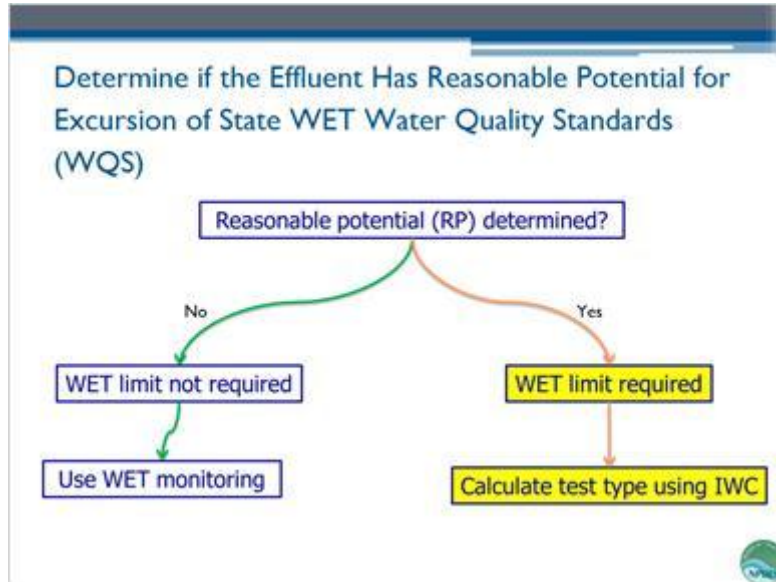 Determine if the Effluent Has Reasonable Potential for
Excursion of State WET Water Quality Standards
(WQS)
Reasonable potential (RP) determined?
No
Yes
WET limit not required
WET limit required
Use WET monitoring
Calculate test type using IWC